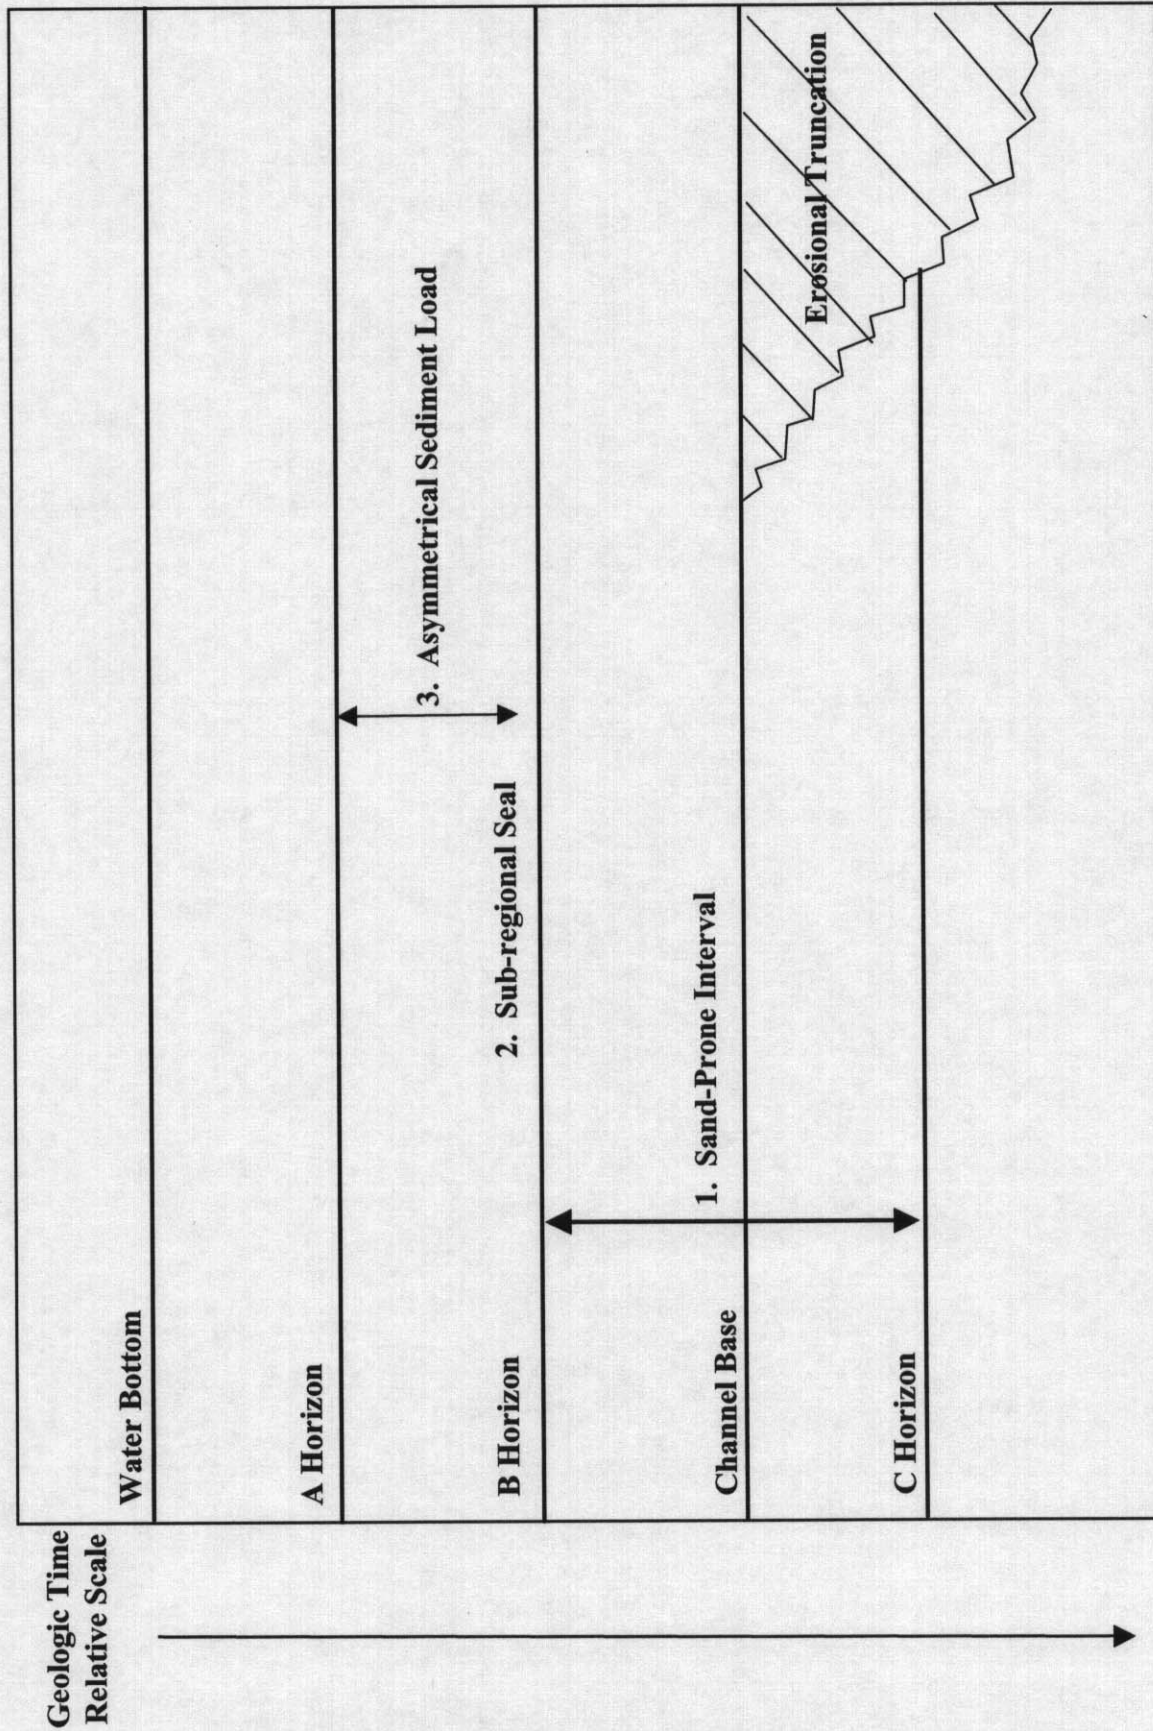 Geologic Time
Relative Scale
Water Bottom
A Horizon
3. Asymmetrical Sediment Load
B Horizon
2. Sub-regional Seal
Channel Base
1. Sand-Prone Interval
Erosional Truncation
C Horizon